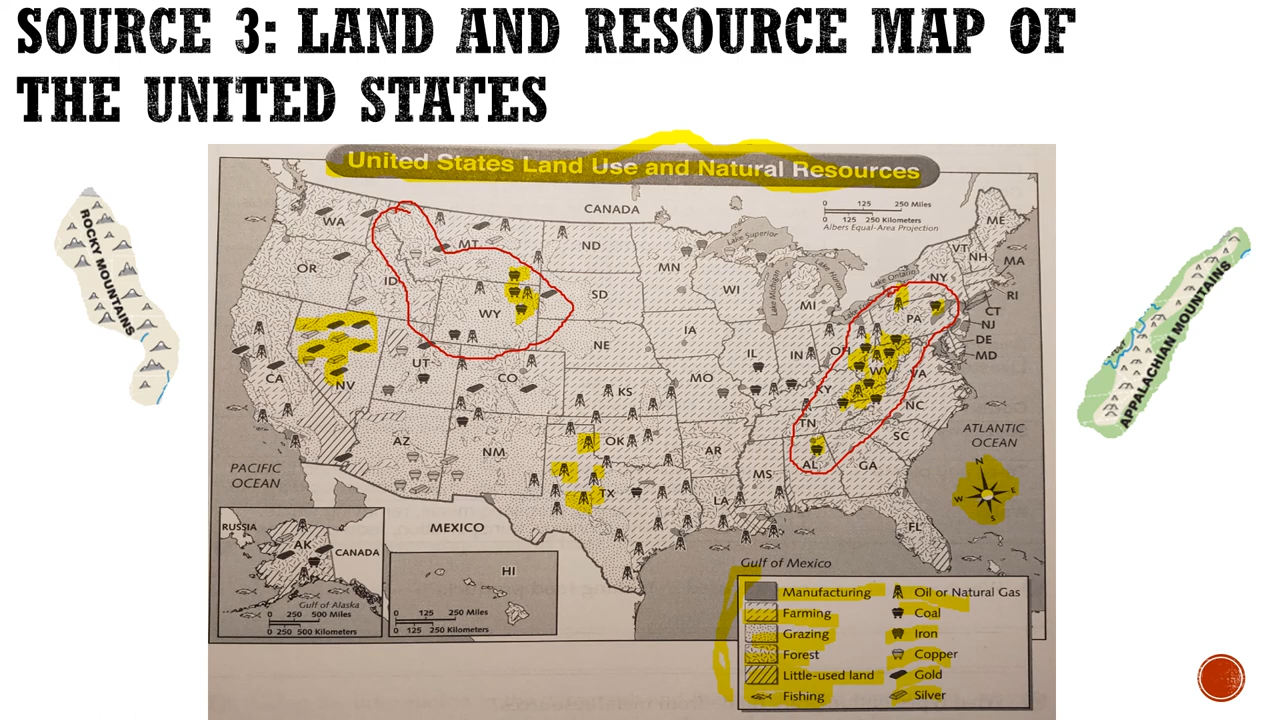 SOURCE 3: LAND AND RESOURCE MAP OF
THE UNITED STATES
United States Land Use and Natural Resources
CANADA
0 125 250 Miles
0 125 250 Kilometers
Albers Equal-Area Projection
ROCKY MOUNTAINS
APPALACHIAN MOUNTAINS
WA
MT
ND
MN
Lake Superior
ME
VT
NH
MA
OR
ID
SD
WI
Lake Michigan
Lake Huron
MI
Lake Ontario
NY
RI
WY
IA
PA
CT
NJ
DE
MD
NE
IL
IN
OH
CA
NV
UT
CO
KS
MO
KY
WV
VA
AZ
NM
OK
AR
TN
NC
SC
MS
AL
GA
TX
LA
FL
PACIFIC
OCEAN
ATLANTIC
OCEAN
N
W
E
S
MEXICO
Gulf of Mexico
RUSSIA
AK
CANADA
Gulf of Alaska
0 250 500 Miles
0 250 500 Kilometers
HI
0 125 250 Miles
0 125 250 Kilometers
Manufacturing
Farming
Grazing
Forest
Little-used land
Fishing
Oil or Natural Gas
Coal
Iron
Copper
Gold
Silver